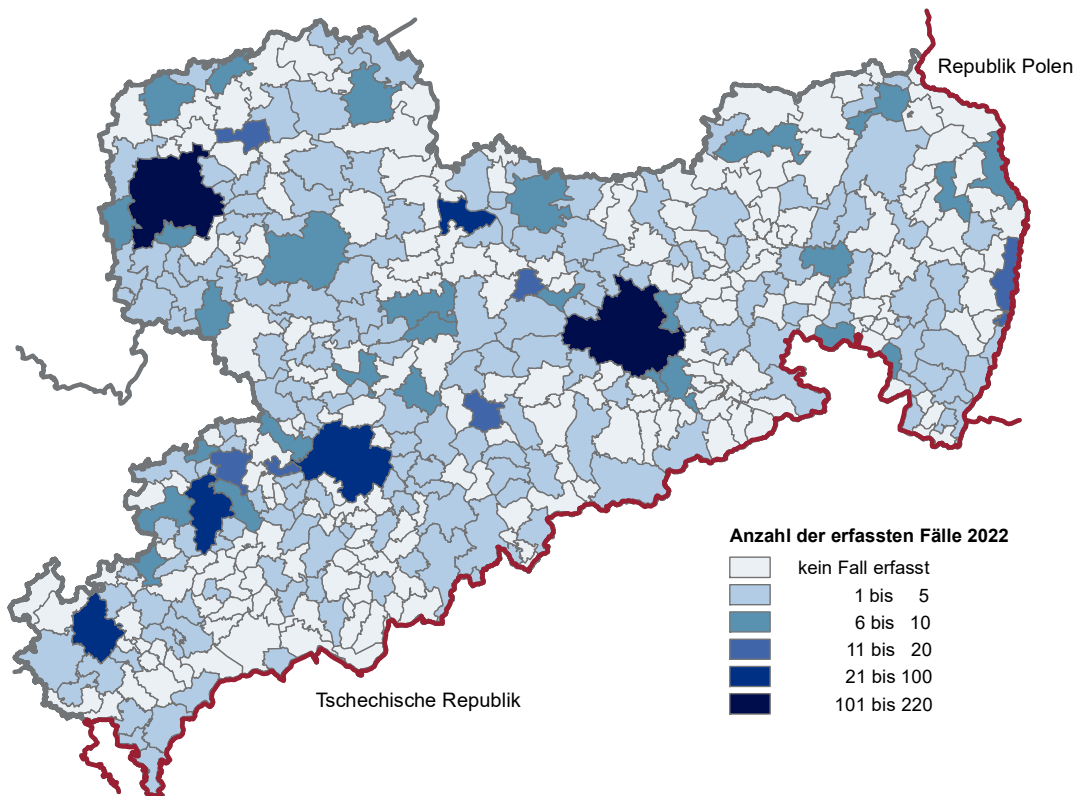 Republik Polen
Anzahl der erfassten Fälle 2022
kein Fall erfasst
1 bis 5
6 bis 10
11 bis 20
21 bis 100
101 bis 220
Tschechische Republik